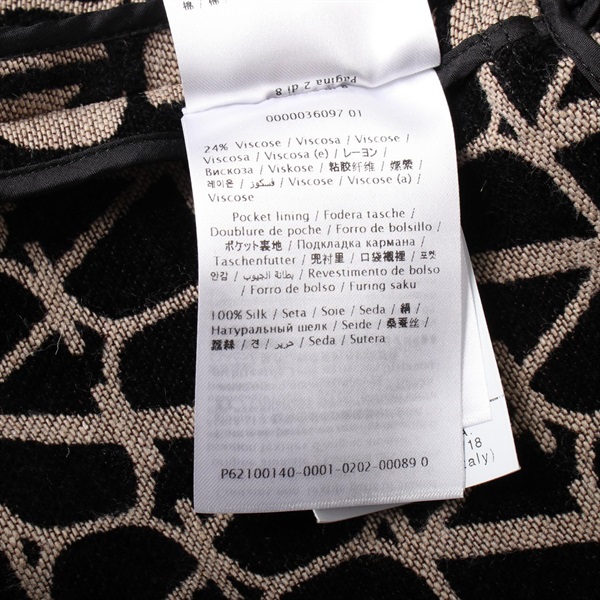 Pagina 2 di 8
0000036097 01
24% Viscose / Viscosa / Viscose /
Viscosa / Viscosa (e) / レーヨン /
Вискоза / Viskose / 粘胶纤维 / 嫘縈
레이온 / فسكوز / Viscose / Viscose (a) /
Viscose
Pocket lining / Fodera tasche /
Doublure de poche / Forro de bolsillo /
ポケット裏地 / Подкладка кармана /
Taschenfutter / 兜衬里 / 口袋襯裡 / 포켓
안감 / بطانة الجيوب / Revestimento de bolso
/ Forro de bolso / Furing saku
100% Silk / Seta / Soie / Seda / 絹 /
Натуральный шелк / Seide / 桑蚕丝 /
蠶絲 / 견 / حرير / Seda / Sutera
P62100140-0001-0202-00089 0
A.
/18
taly)